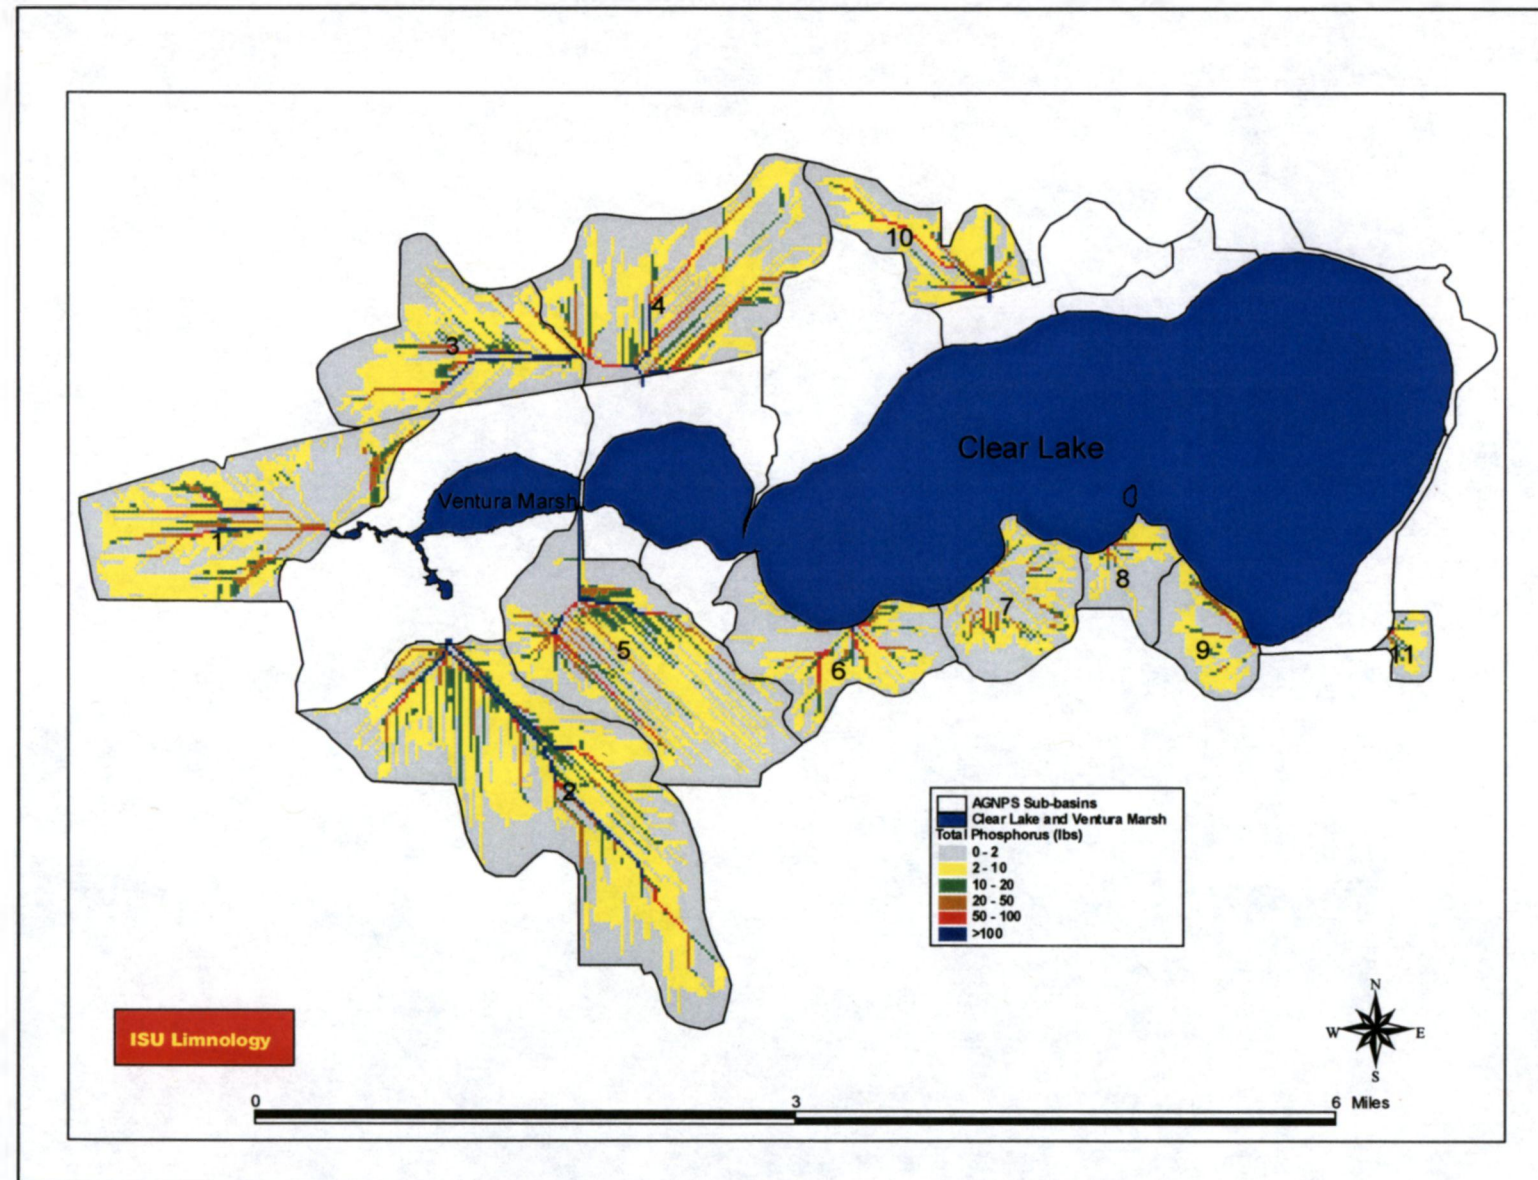 10
4
3
Clear Lake
Ventura Marsh
1
8
7
5
9
11
6
2
AGNPS Sub-basins
Clear Lake and Ventura Marsh
Total Phosphorus (lbs)
0 - 2
2 - 10
10 - 20
20 - 50
50 - 100
>100
N
W E
S
ISU Limnology
0 3 6 Miles